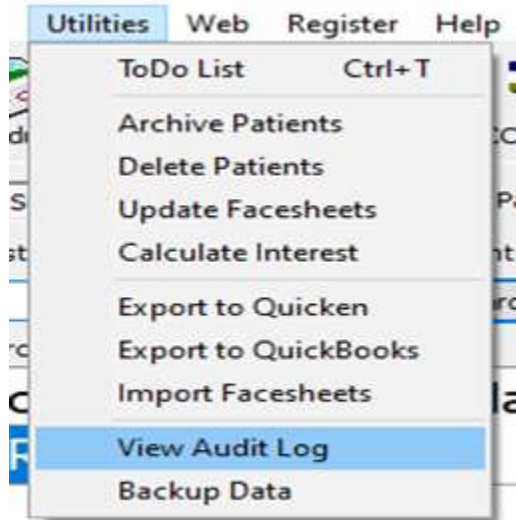 Utilities Web Register Help
ToDo List Ctrl+T
Archive Patients
Delete Patients
Update Facesheets
Calculate Interest
Export to Quicken
Export to QuickBooks
Import Facesheets
View Audit Log
Backup Data